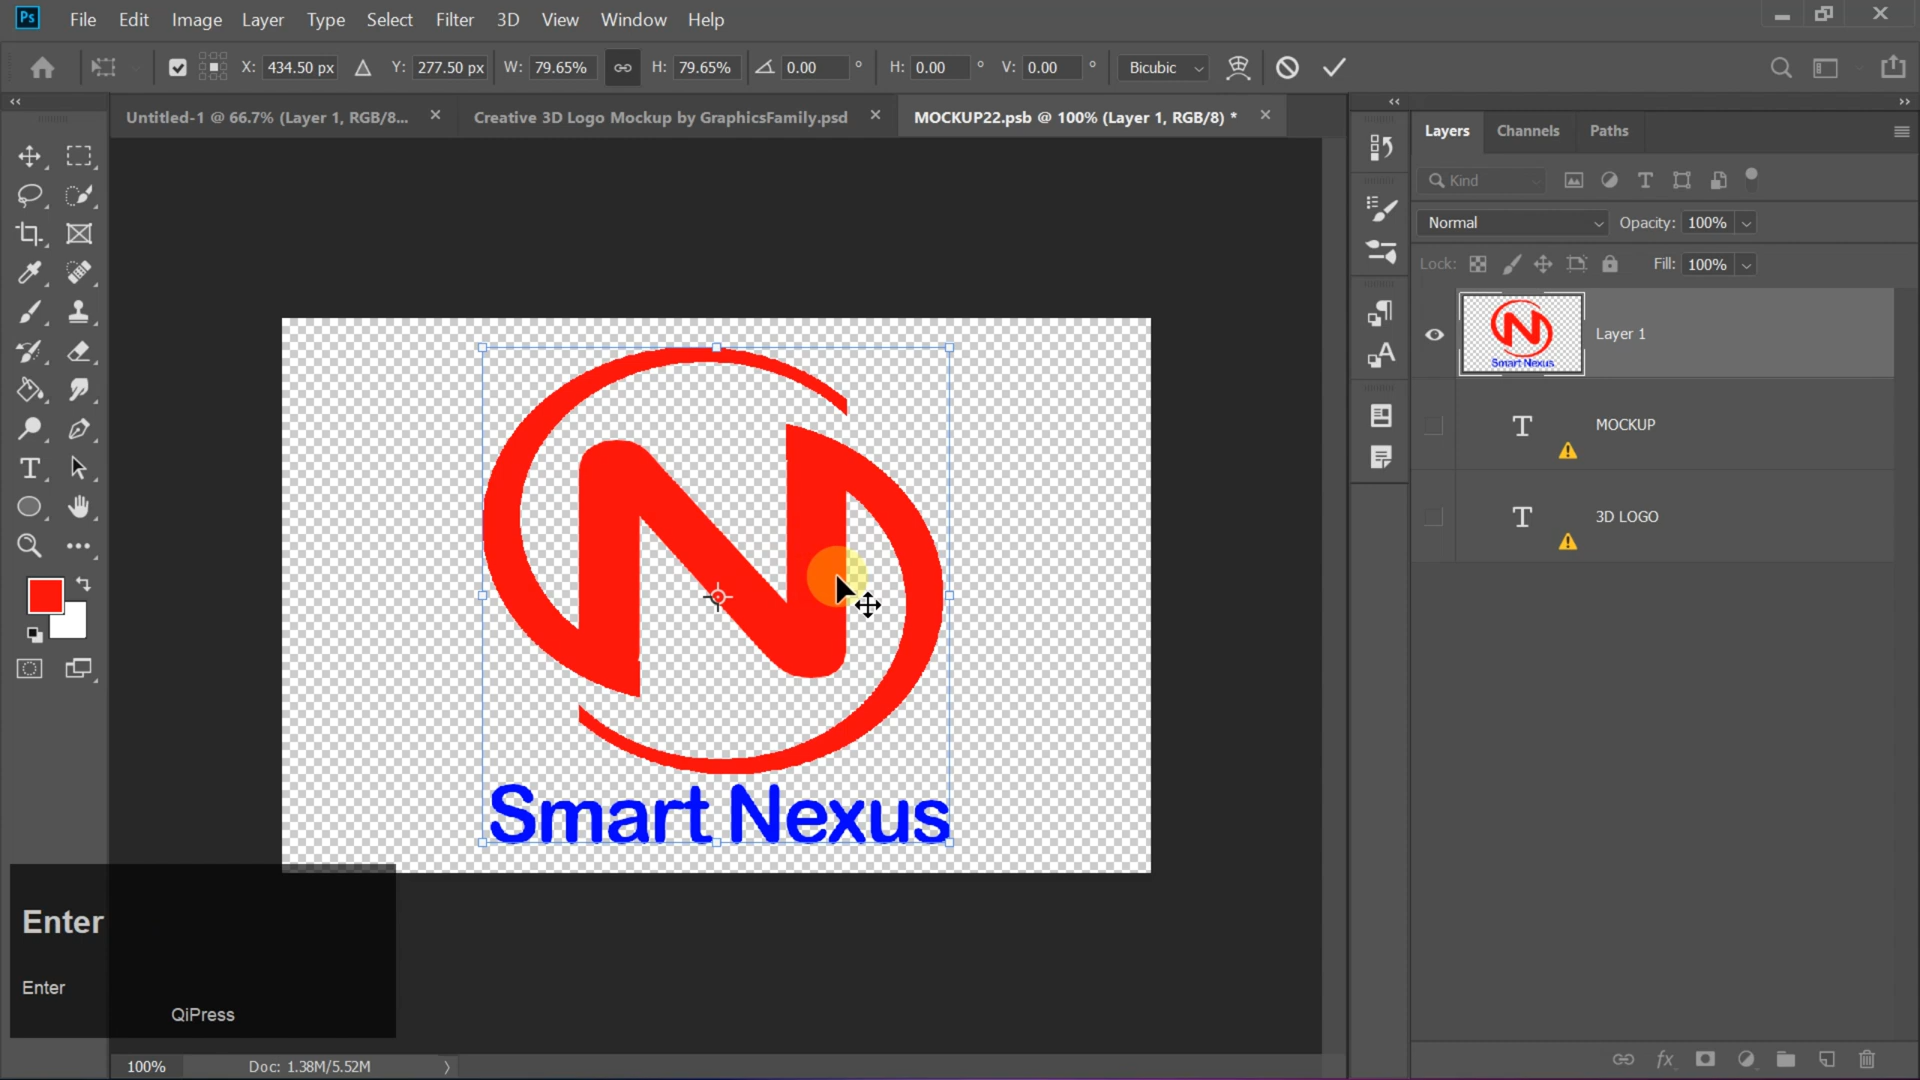 Ps File Edit Image Layer Type Select Filter 3D View Window Help
X: 434.50 px Y: 277.50 px W: 79.65% H: 79.65% 0.00 ° H: 0.00 ° V: 0.00 ° Bicubic
Untitled-1 @ 66.7% (Layer 1, RGB/8... × Creative 3D Logo Mockup by GraphicsFamily.psd × MOCKUP22.psb @ 100% (Layer 1, RGB/8) * ×
Layers Channels Paths
Kind
Normal Opacity: 100%
Lock: Fill: 100%
Layer 1
Smart Nexus
MOCKUP
3D LOGO
N
Smart Nexus
Enter
Enter
QiPress
100% Doc: 1.38M/5.52M
fx